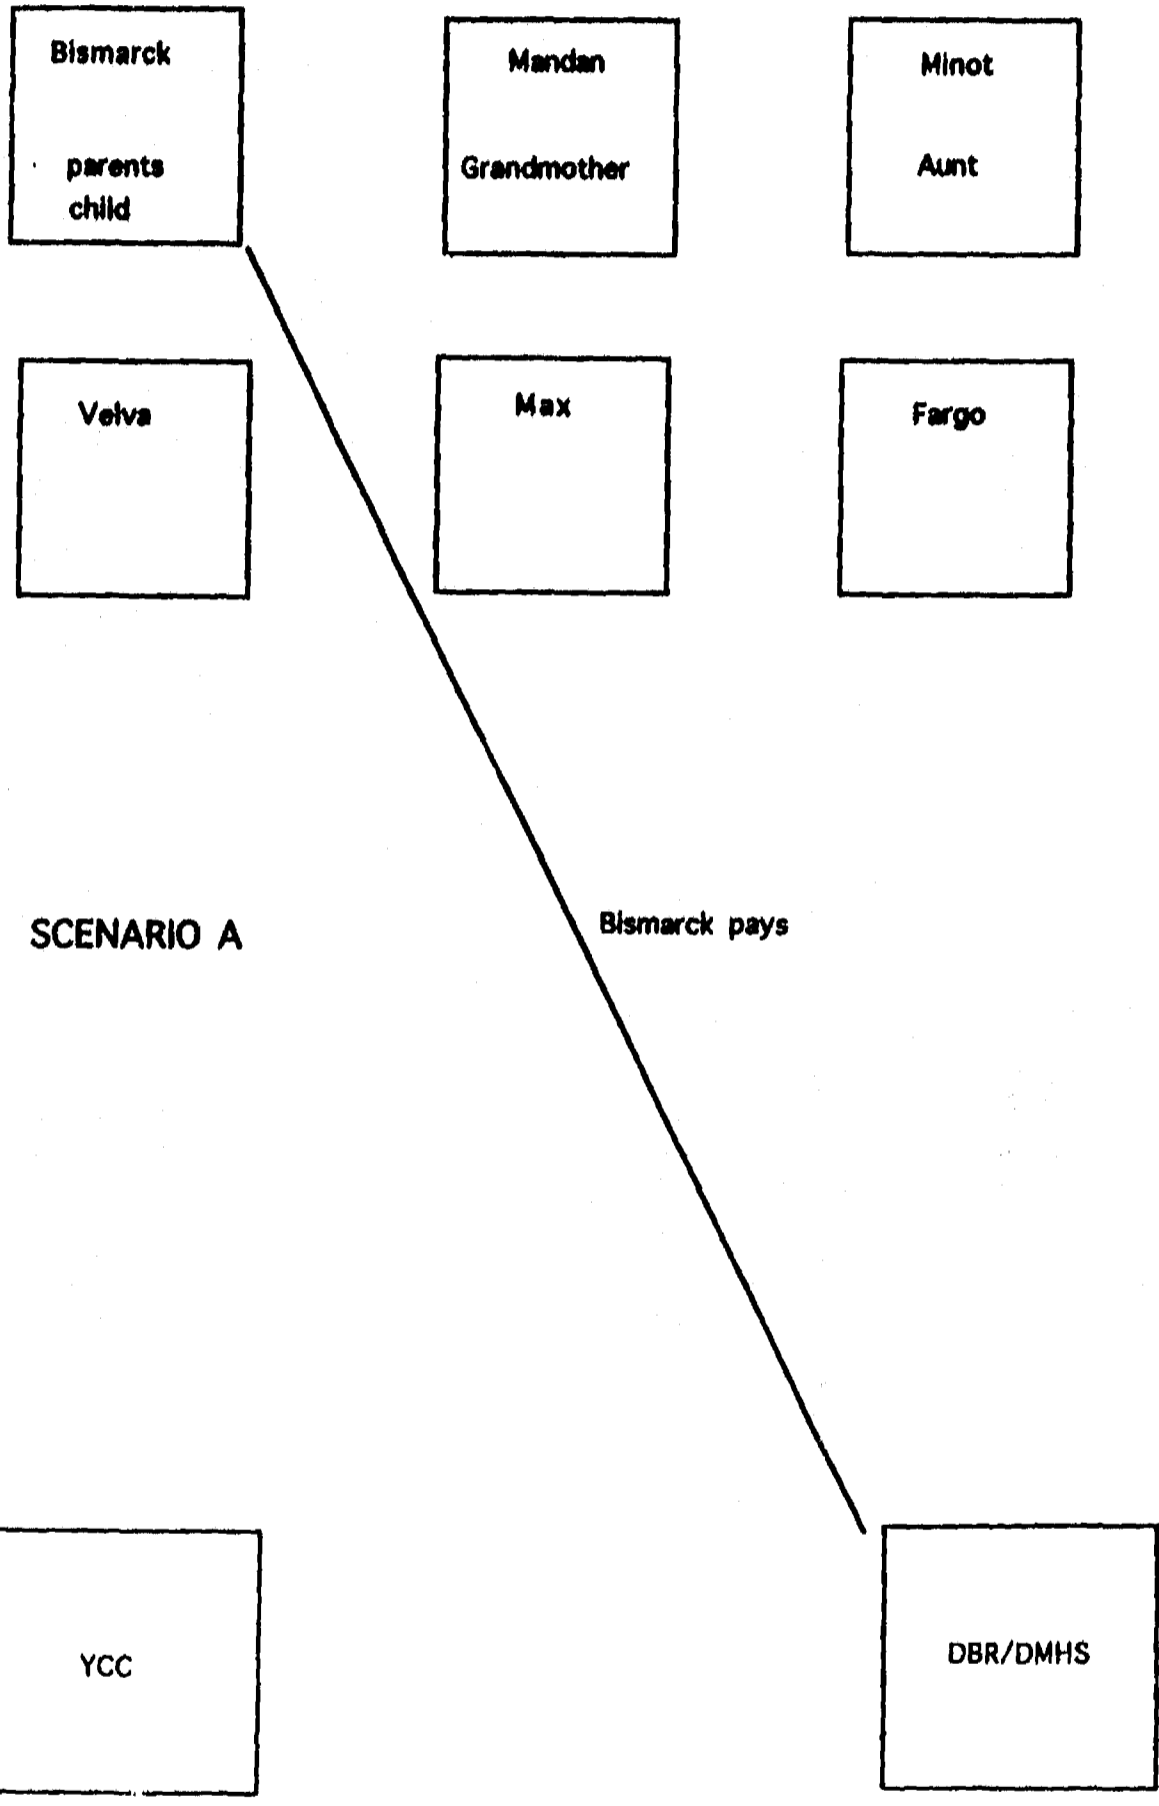 Bismarck
parents
child
Mandan
Grandmother
Minot
Aunt
Velva
Max
Fargo
SCENARIO A
Bismarck pays
YCC
DBR/DMHS